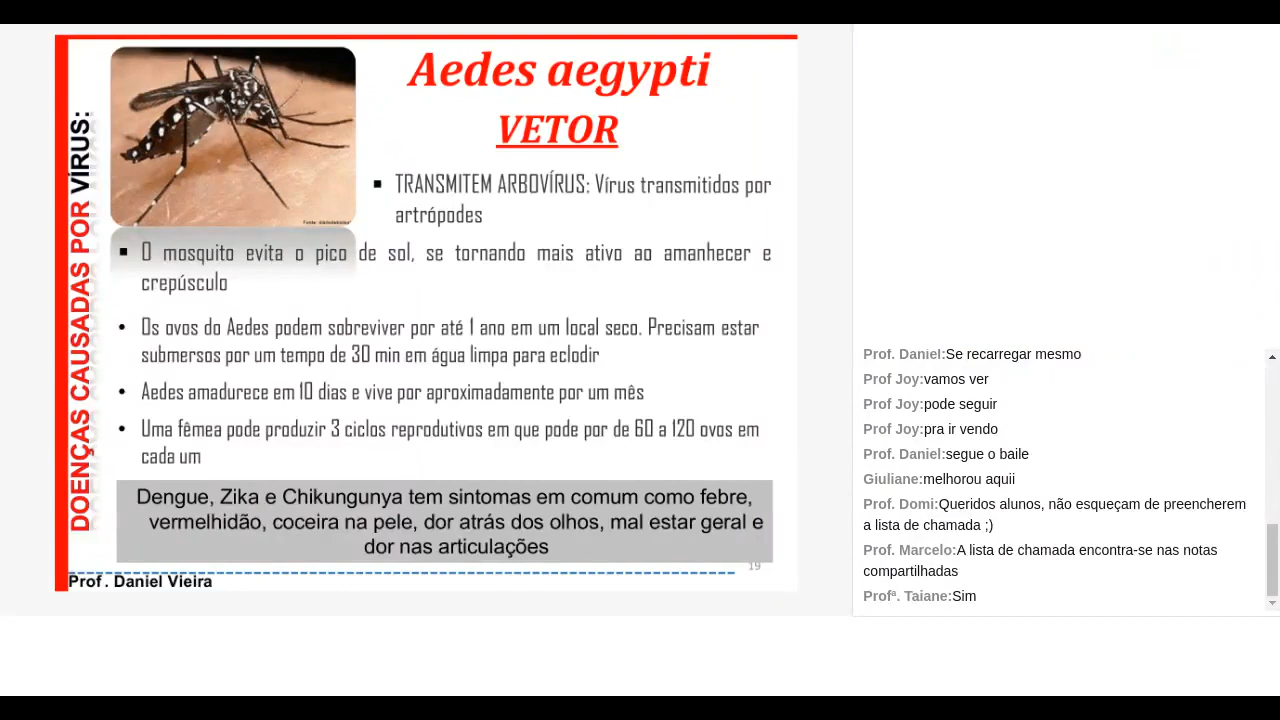 DOENÇAS CAUSADAS POR VÍRUS:
Aedes aegypti
VETOR
▪ TRANSMITEM ARBOVÍRUS: Vírus transmitidos por
artrópodes
▪ O mosquito evita o pico de sol, se tornando mais ativo ao amanhecer e
crepúsculo
• Os ovos do Aedes podem sobreviver por até 1 ano em um local seco. Precisam estar
submersos por um tempo de 30 min em água limpa para eclodir
• Aedes amadurece em 10 dias e vive por aproximadamente por um mês
• Uma fêmea pode produzir 3 ciclos reprodutivos em que pode por de 60 a 120 ovos em
cada um
Dengue, Zika e Chikungunya tem sintomas em comum como febre,
vermelhidão, coceira na pele, dor atrás dos olhos, mal estar geral e
dor nas articulações
19
Prof. Daniel Vieira
Prof. Daniel:Se recarregar mesmo
Prof Joy:vamos ver
Prof Joy:pode seguir
Prof Joy:pra ir vendo
Prof. Daniel:segue o baile
Giuliane:melhorou aquii
Prof. Domi:Queridos alunos, não esqueçam de preencherem
a lista de chamada ;)
Prof. Marcelo:A lista de chamada encontra-se nas notas
compartilhadas
Profª. Taiane:Sim